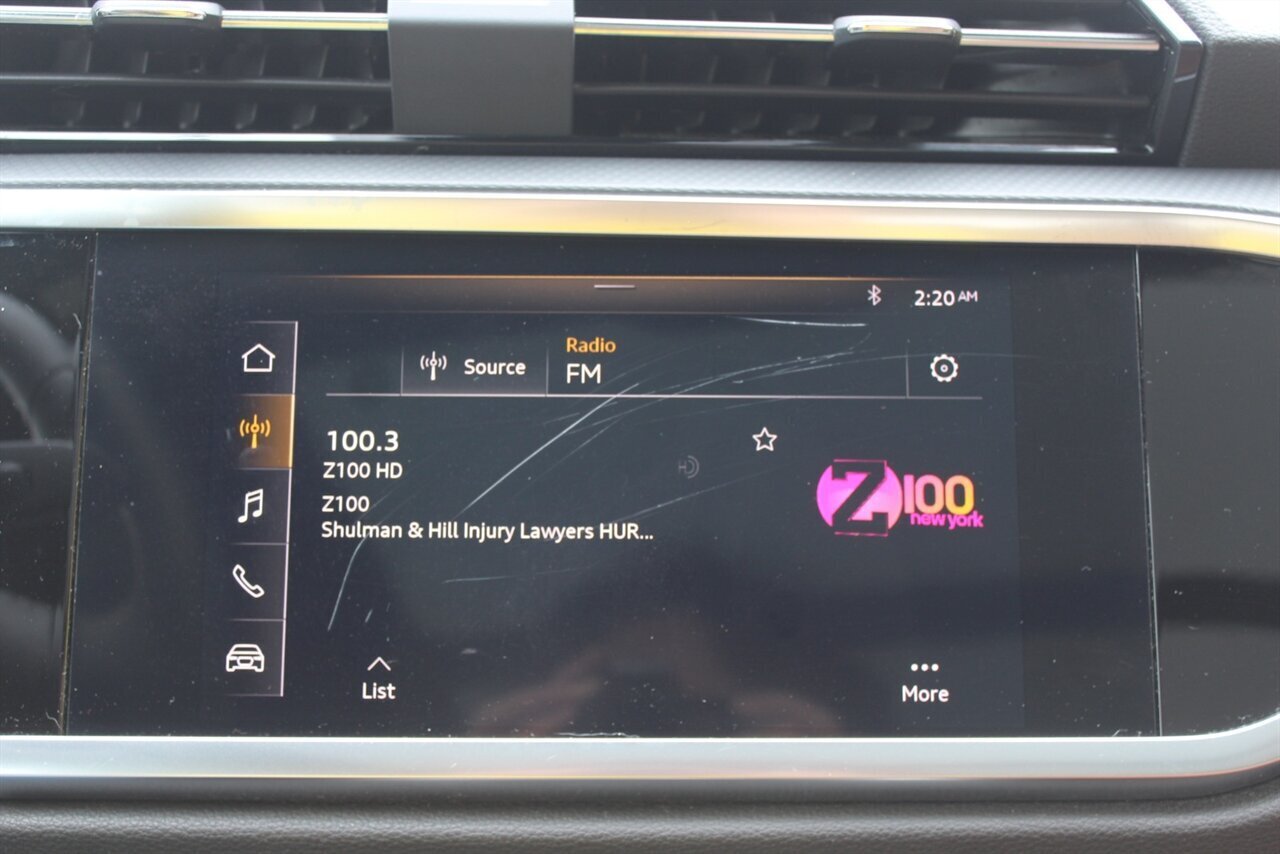 2:20 AM
Source
Radio
FM
100.3
Z100 HD
HD
Z100
Shulman & Hill Injury Lawyers HUR...
Z100
new york
List
More